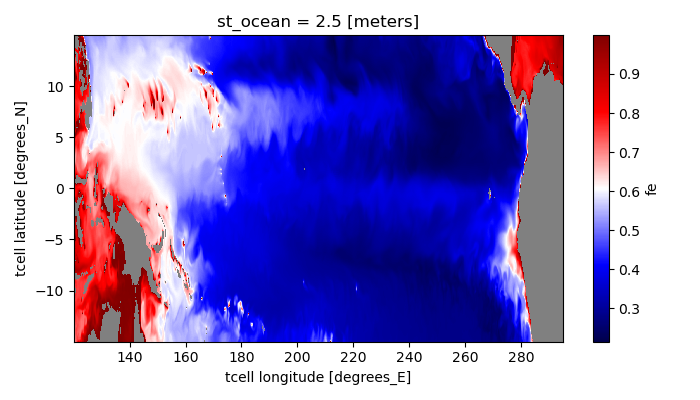 st_ocean = 2.5 [meters]
10
5
0
−5
−10
tcell latitude [degrees_N]
140 160 180 200 220 240 260 280
tcell longitude [degrees_E]
0.9
0.8
0.7
0.6
0.5
0.4
0.3
fe